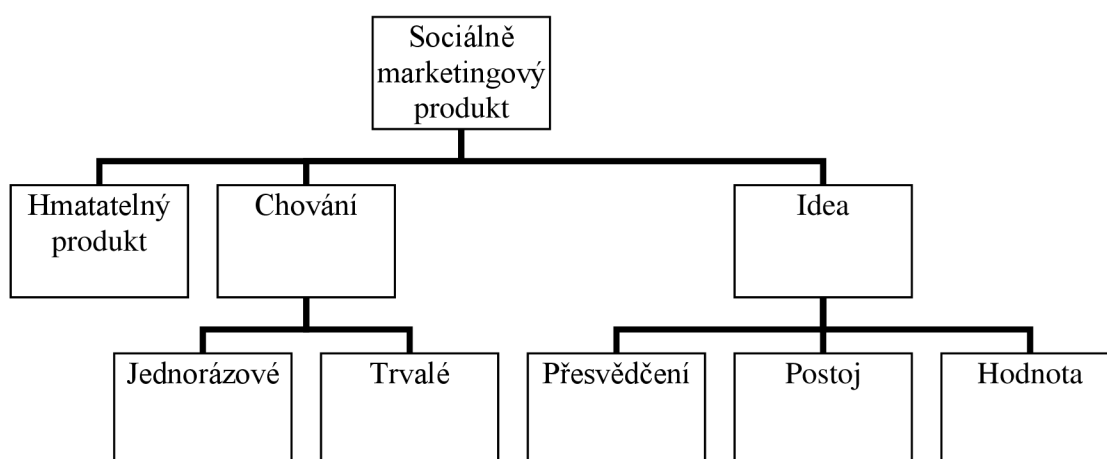 Sociálně
marketingový
produkt
Hmatatelný
produkt
Chování
Idea
Jednorázové
Trvalé
Přesvědčení
Postoj
Hodnota